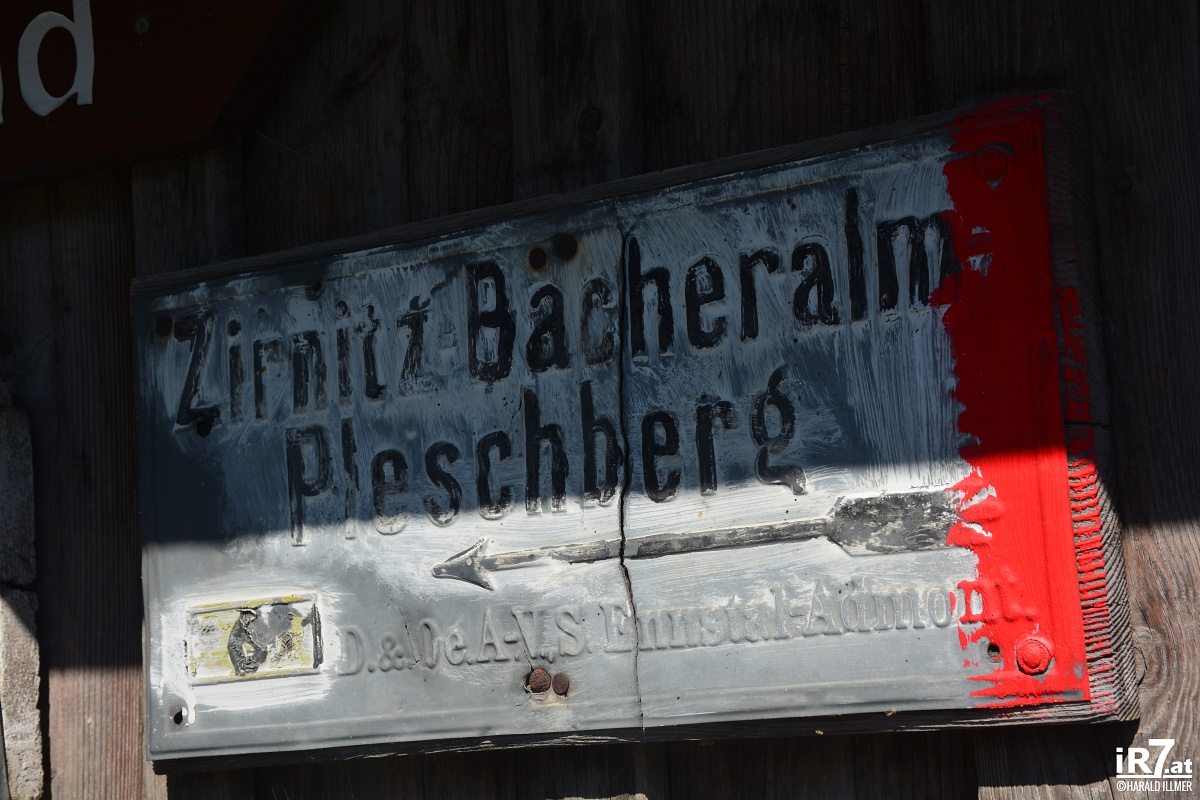 d
Zirnitz-Bacheralm-
Pleschberg
D.&Oe.A-V.S. Ennstal-Admont.
iR7.at
©HARALD ILLMER